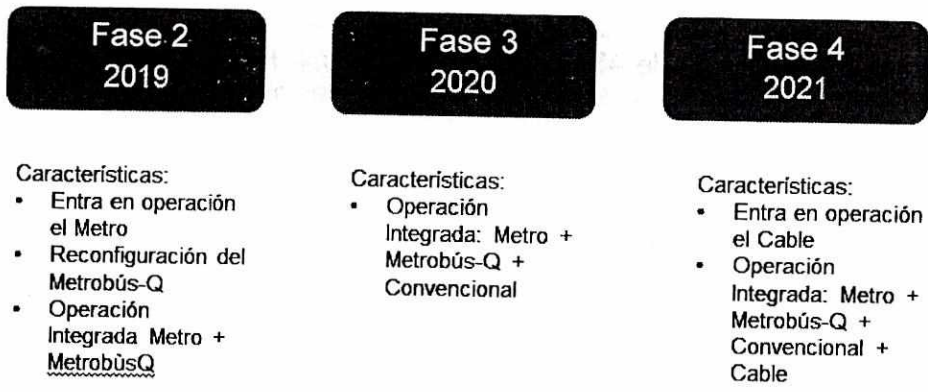 Fase 2
2019
Características:
• Entra en operación
el Metro
• Reconfiguración del
Metrobús-Q
• Operación
Integrada Metro +
MetrobùsQ
Fase 3
2020
Características:
• Operación
Integrada: Metro +
Metrobús-Q +
Convencional
Fase 4
2021
Características:
• Entra en operación
el Cable
• Operación
Integrada: Metro +
Metrobús-Q +
Convencional +
Cable